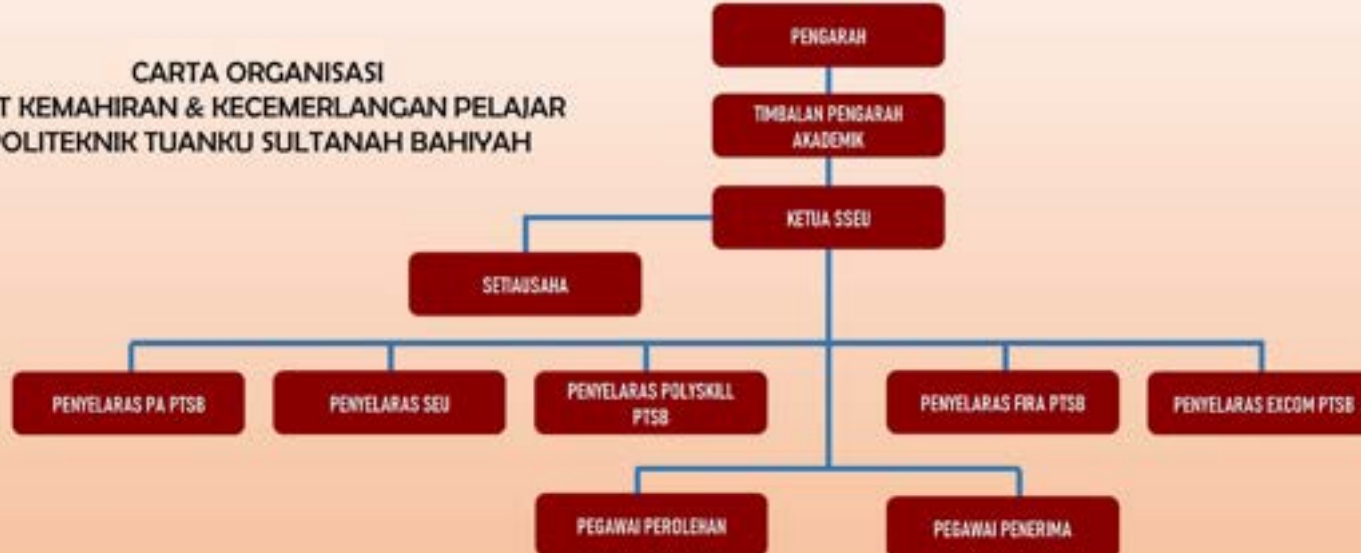 CARTA ORGANISASI
T KEMAHIRAN & KECEMERLANGAN PELAJAR
POLITEKNIK TUANKU SULTANAH BAHIYAH
PENGARAH
TIMBALAN PENGARAH
AKADEMIK
KETUA SSEU
SETIAUSAHA
PENYELARAS PA PTSB
PENYELARAS SEU
PENYELARAS POLYSKILL
PTSB
PENYELARAS FIRA PTSB
PENYELARAS EXCOM PTSB
PEGAWAI PEROLEHAN
PEGAWAI PENERIMA